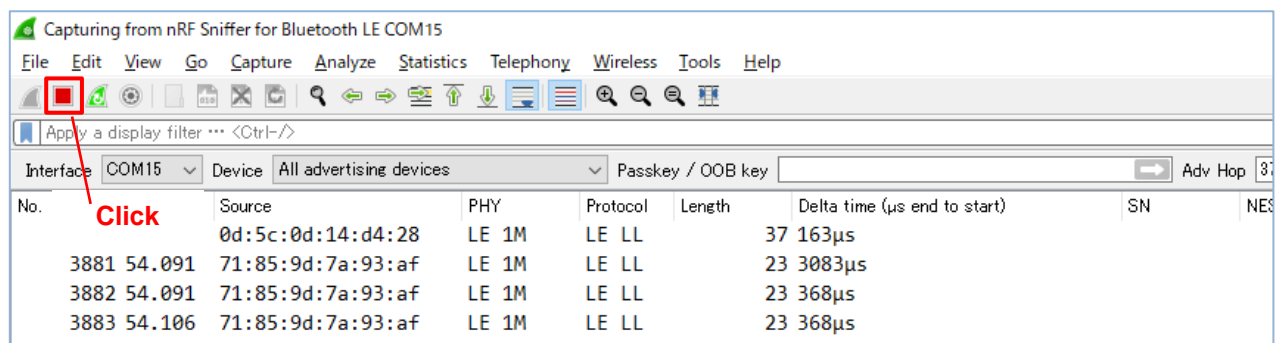 Capturing from nRF Sniffer for Bluetooth LE COM15
File Edit View Go Capture Analyze Statistics Telephony Wireless Tools Help
Apply a display filter ··· <Ctrl-/>
Interface COM15 Device All advertising devices Passkey / OOB key Adv Hop 37
No. Source PHY Protocol Length Delta time (µs end to start) SN NES
Click
0d:5c:0d:14:d4:28 LE 1M LE LL 37 163µs
3881 54.091 71:85:9d:7a:93:af LE 1M LE LL 23 3083µs
3882 54.091 71:85:9d:7a:93:af LE 1M LE LL 23 368µs
3883 54.106 71:85:9d:7a:93:af LE 1M LE LL 23 368µs